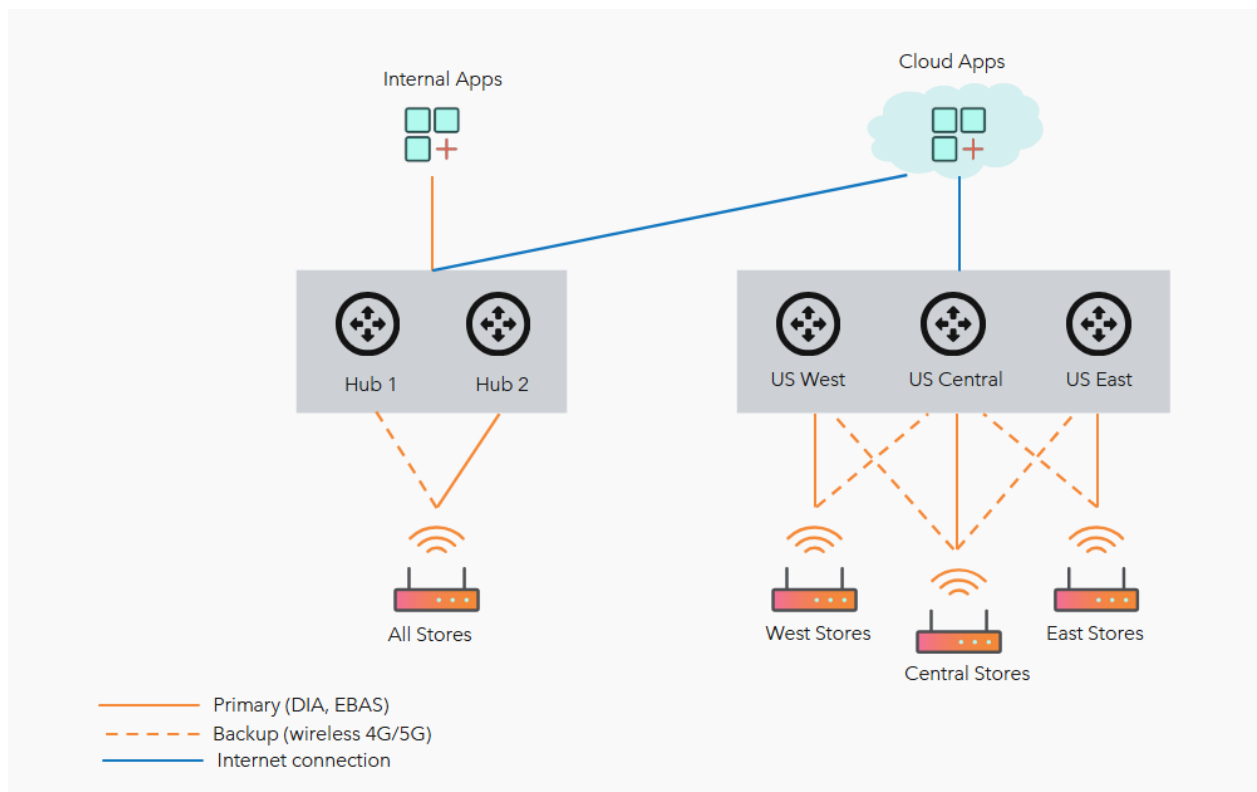 Internal Apps
Cloud Apps
Hub 1
Hub 2
US West
US Central
US East
All Stores
West Stores
Central Stores
East Stores
Primary (DIA, EBAS)
Backup (wireless 4G/5G)
Internet connection